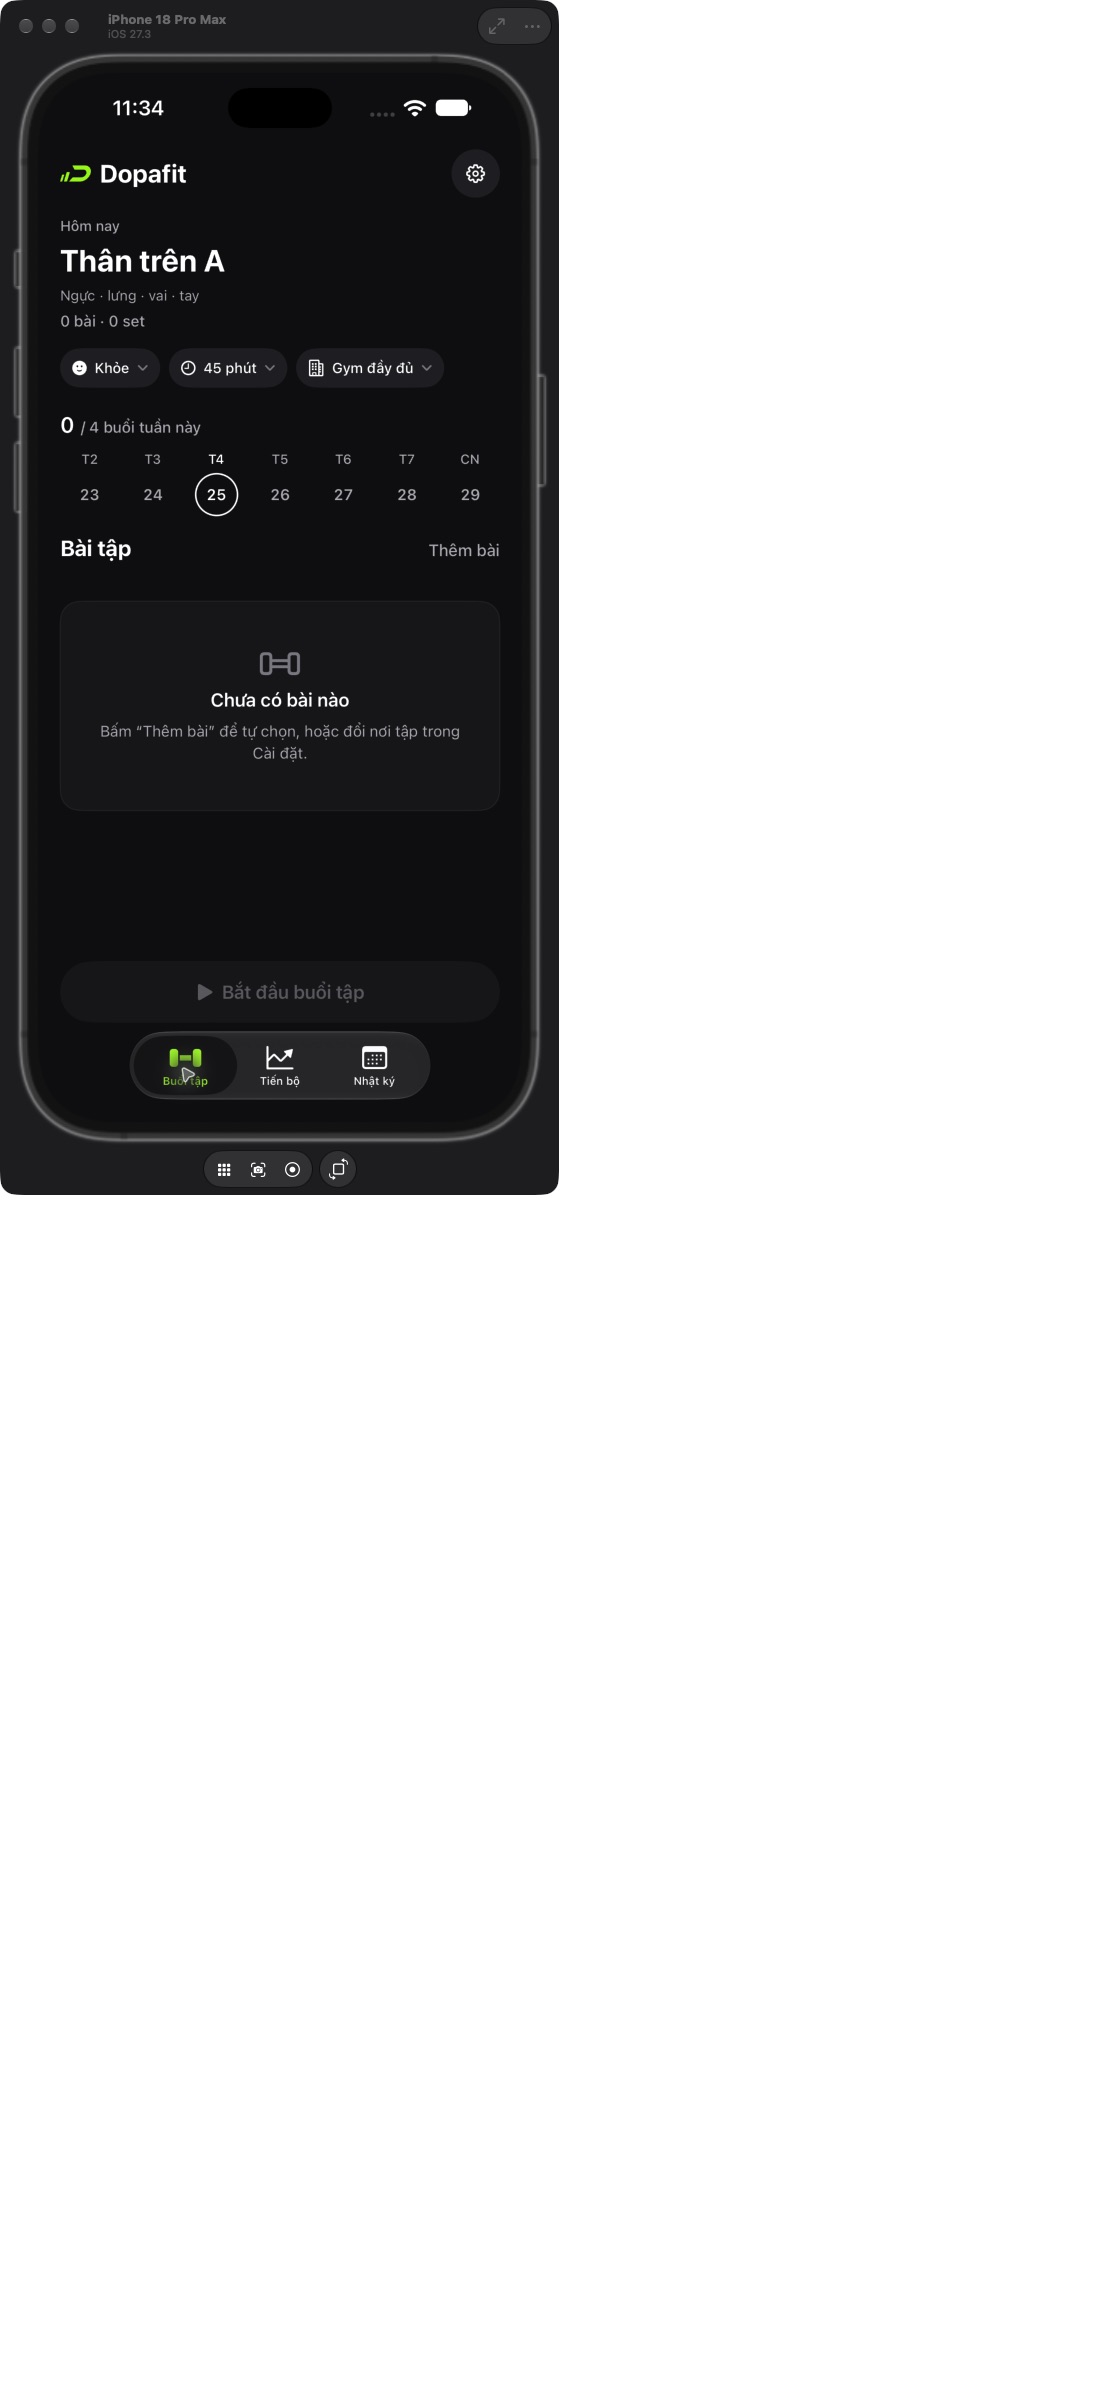 iPhone 18 Pro Max
iOS 27.3
11:34
Dopafit
Hôm nay
Thân trên A
Ngực · lưng · vai · tay
0 bài · 0 set
Khỏe
45 phút
Gym đầy đủ
0 / 4 buổi tuần này
T2 T3 T4 T5 T6 T7 CN
23 24 25 26 27 28 29
Bài tập
Thêm bài
Chưa có bài nào
Bấm “Thêm bài” để tự chọn, hoặc đổi nơi tập trong
Cài đặt.
Bắt đầu buổi tập
Buổi tập
Tiến bộ
Nhật ký